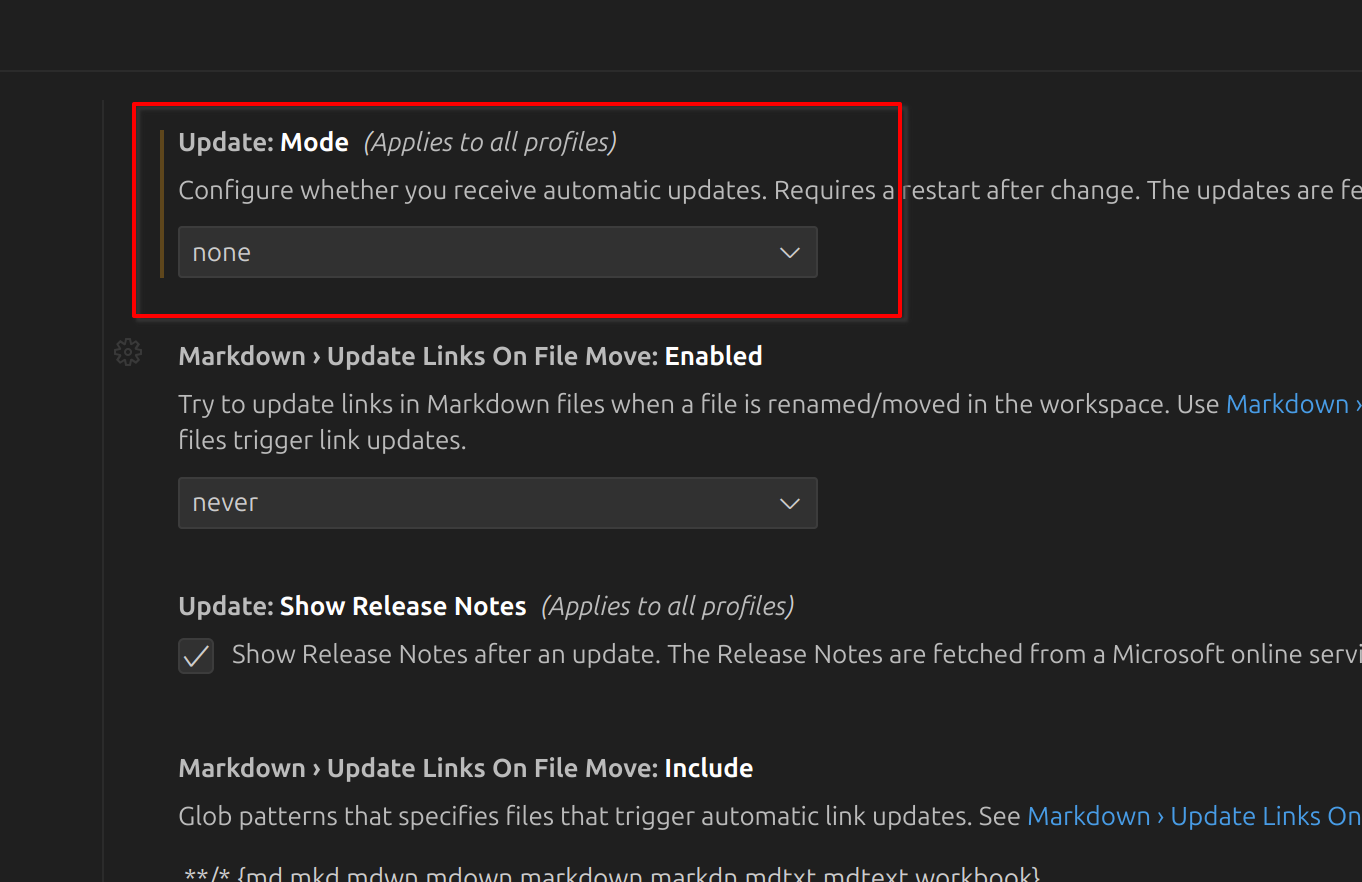 Update: Mode (Applies to all profiles)
Configure whether you receive automatic updates. Requires a restart after change. The updates are fe
none
Markdown › Update Links On File Move: Enabled
Try to update links in Markdown files when a file is renamed/moved in the workspace. Use Markdown ›
files trigger link updates.
never
Update: Show Release Notes (Applies to all profiles)
Show Release Notes after an update. The Release Notes are fetched from a Microsoft online servi
Markdown › Update Links On File Move: Include
Glob patterns that specifies files that trigger automatic link updates. See Markdown › Update Links On
**/*.{md,mkd,mdwn,mdown,markdown,markdn,mdtxt,mdtext,workbook}